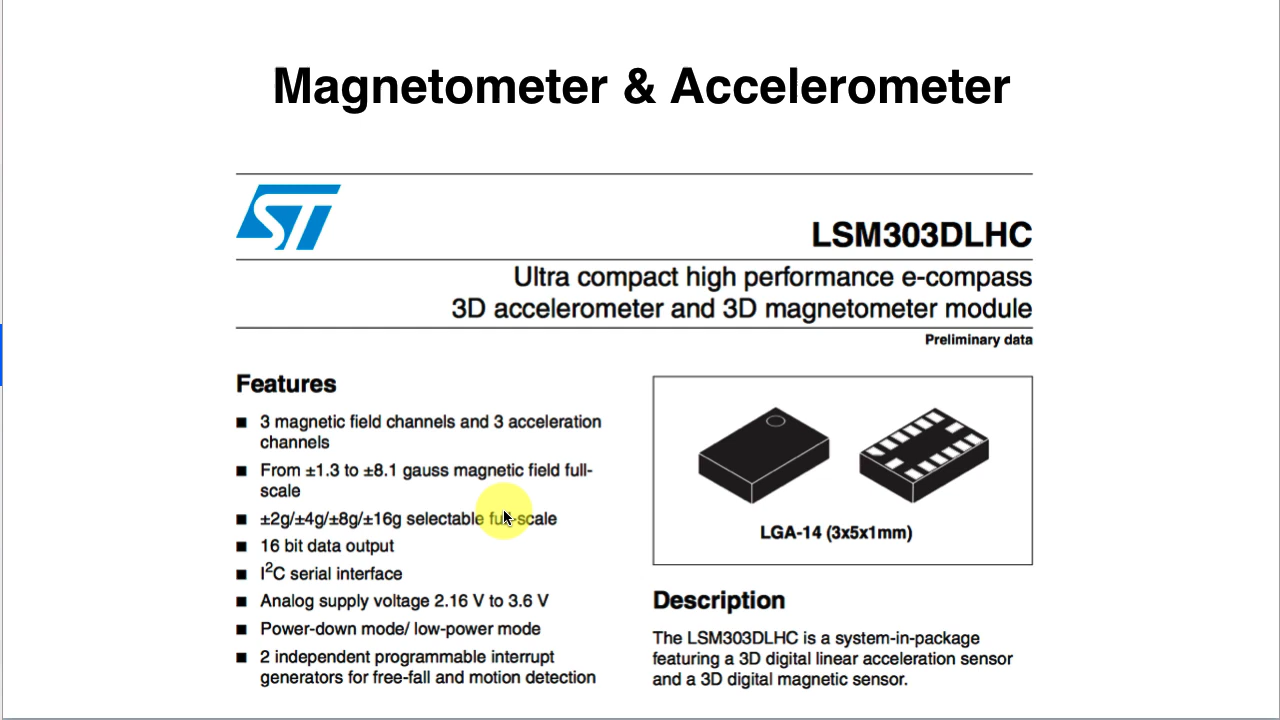 Magnetometer & Accelerometer
ST
LSM303DLHC
Ultra compact high performance e-compass
3D accelerometer and 3D magnetometer module
Preliminary data
Features
■ 3 magnetic field channels and 3 acceleration
channels
■ From ±1.3 to ±8.1 gauss magnetic field full-
scale
■ ±2g/±4g/±8g/±16g selectable full-scale
■ 16 bit data output
■ I²C serial interface
■ Analog supply voltage 2.16 V to 3.6 V
■ Power-down mode/ low-power mode
■ 2 independent programmable interrupt
generators for free-fall and motion detection
LGA-14 (3x5x1mm)
Description
The LSM303DLHC is a system-in-package
featuring a 3D digital linear acceleration sensor
and a 3D digital magnetic sensor.